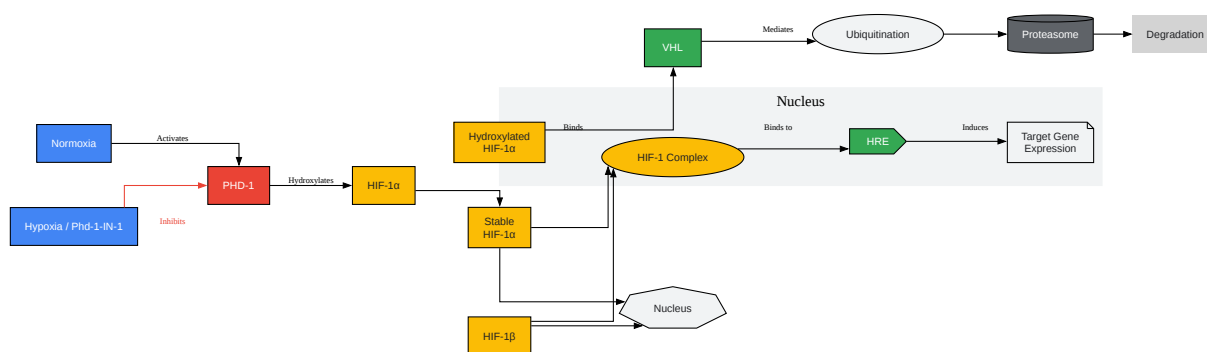 VHL
Mediates
Ubiquitination
Proteasome
Degradation
Nucleus
Normoxia
Activates
Hydroxylated
HIF-1α
Binds
HIF-1 Complex
Binds to
HRE
Induces
Target Gene
Expression
PHD-1
Hydroxylates
HIF-1α
Hypoxia / Phd-1-IN-1
Inhibits
Stable
HIF-1α
Nucleus
HIF-1β